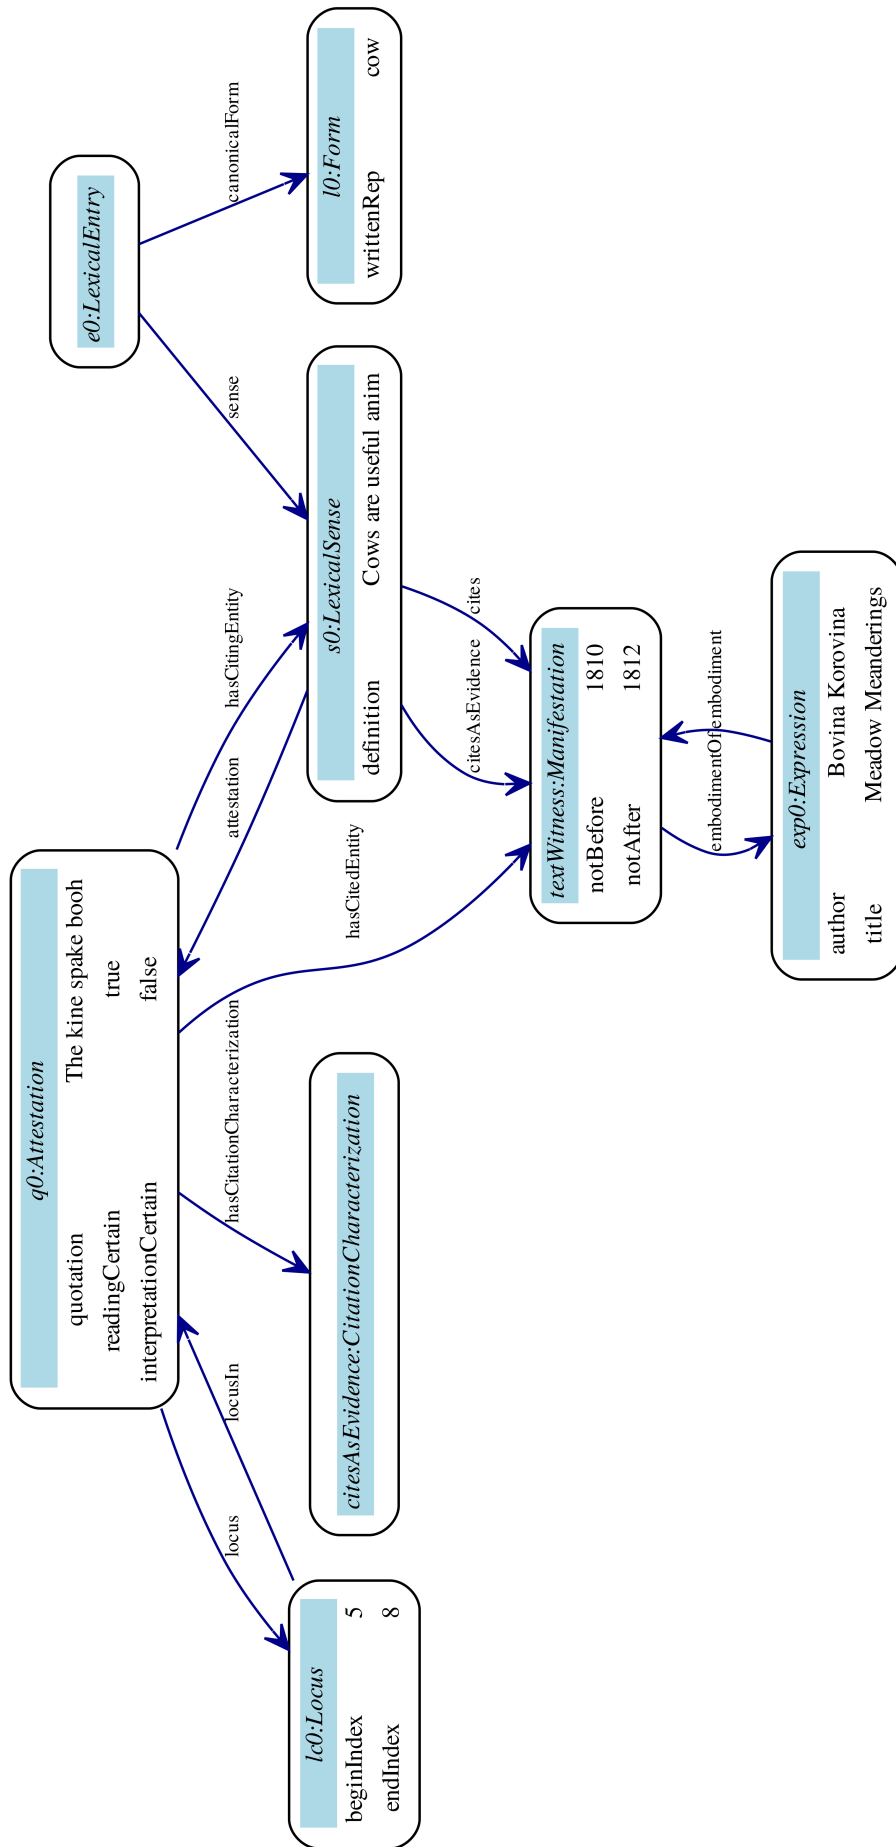 q0:Attestation
quotation The kine spake booh
readingCertain true
interpretationCertain false
e0:LexicalEntry
locus
locusIn
hasCitationCharacterization
attestation
hasCitingEntity
sense
canonicalForm
lc0:Locus
beginIndex 5
endIndex 8
citesAsEvidence:CitationCharacterization
hasCitedEntity
s0:LexicalSense
definition Cows are useful anim
l0:Form
writtenRep cow
citesAsEvidence
cites
textWitness:Manifestation
notBefore 1810
notAfter 1812
embodimentOf
embodiment
exp0:Expression
author Bovina Korovina
title Meadow Meanderings